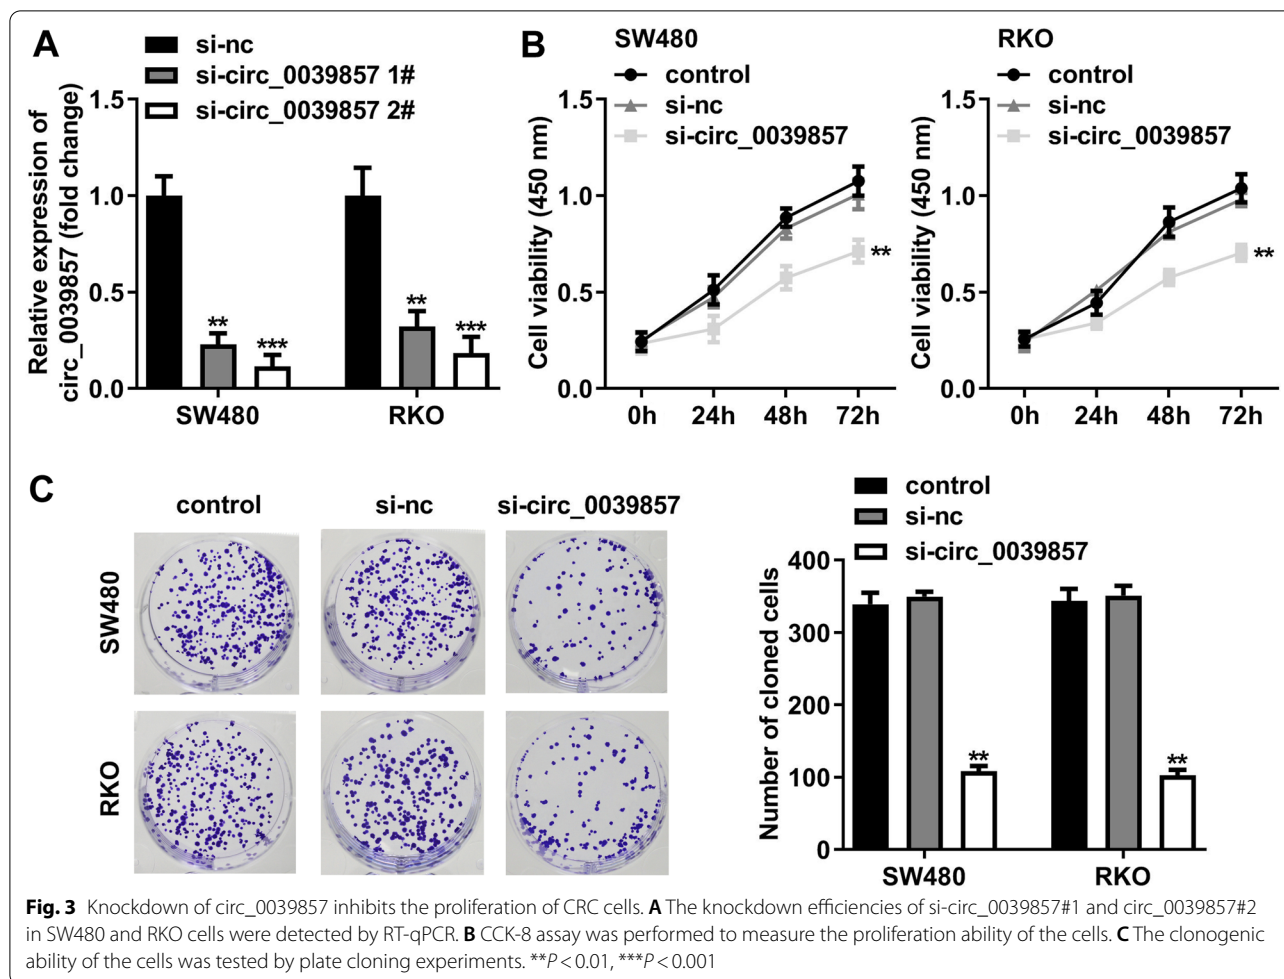 A
si-nc
si-circ_0039857 1#
si-circ_0039857 2#
Relative expression of
circ_0039857 (fold change)
1.5
1.0
0.5
0.0
**
***
**
***
SW480
RKO
B
SW480
control
si-nc
si-circ_0039857
Cell viability (450 nm)
1.5
1.0
0.5
0.0
**
0h 24h 48h 72h
RKO
control
si-nc
si-circ_0039857
Cell viability (450 nm)
1.5
1.0
0.5
0.0
**
0h 24h 48h 72h
C
control
si-nc
si-circ_0039857
SW480
RKO
control
si-nc
si-circ_0039857
Number of cloned cells
400
300
200
100
0
**
**
SW480
RKO
Fig. 3 Knockdown of circ_0039857 inhibits the proliferation of CRC cells. A The knockdown efficiencies of si-circ_0039857#1 and circ_0039857#2
in SW480 and RKO cells were detected by RT-qPCR. B CCK-8 assay was performed to measure the proliferation ability of the cells. C The clonogenic
ability of the cells was tested by plate cloning experiments. **P < 0.01, ***P < 0.001